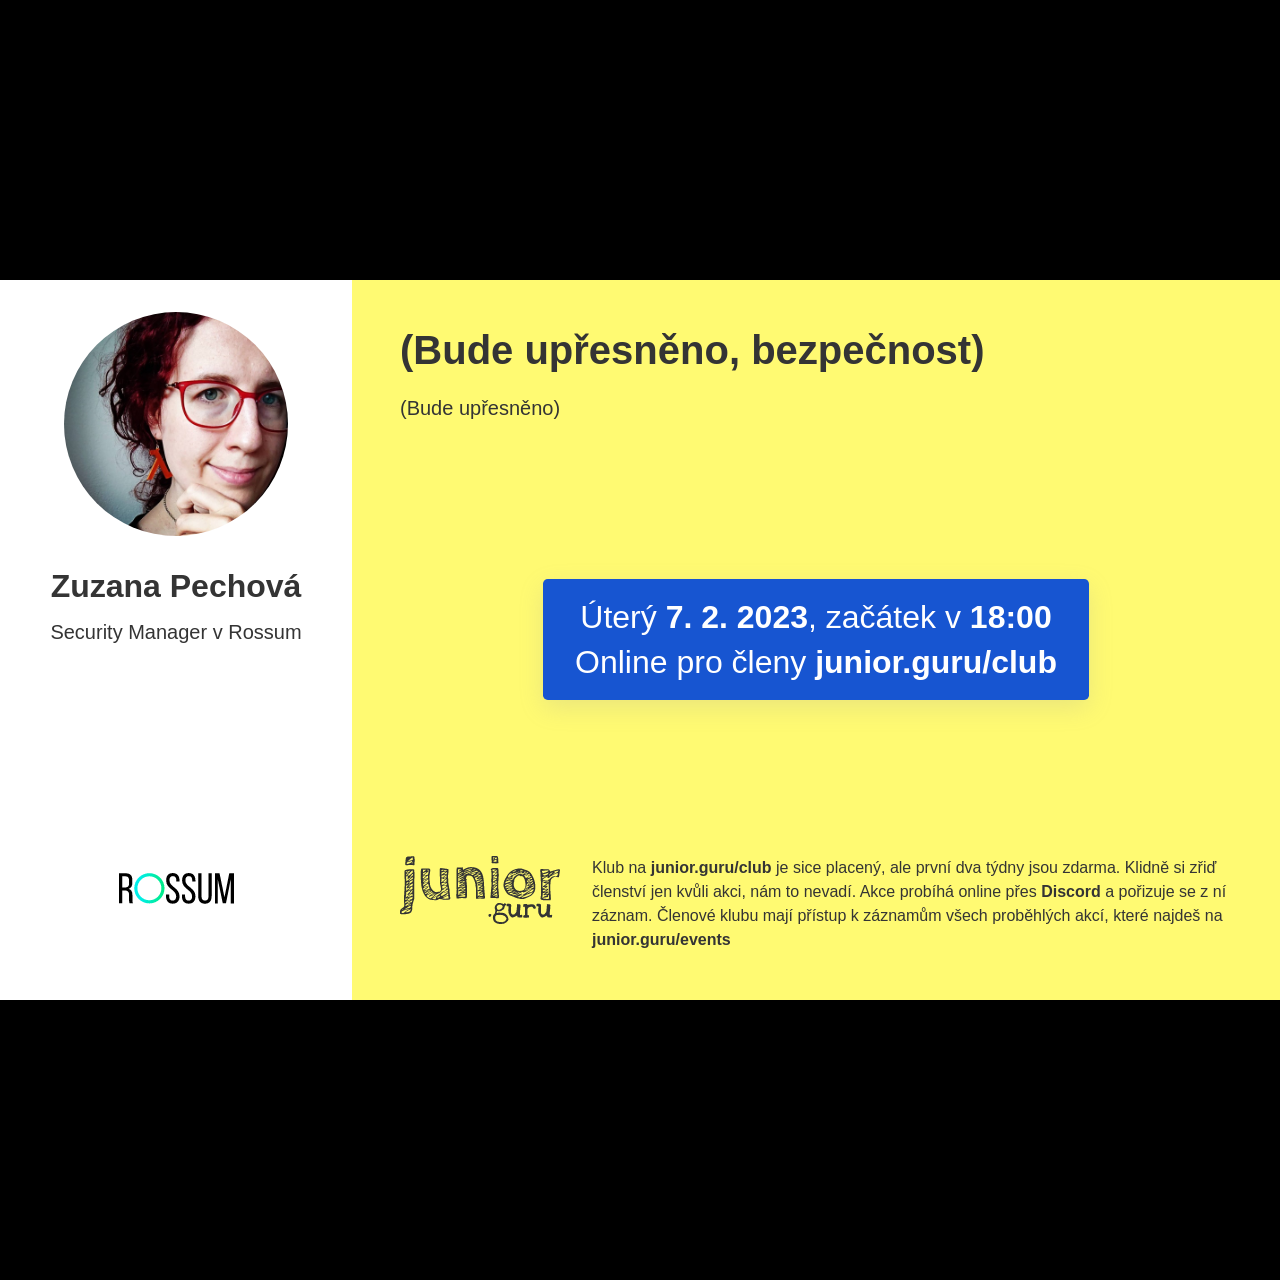 (Bude upřesněno, bezpečnost)
(Bude upřesněno)
Zuzana Pechová
Security Manager v Rossum
Úterý 7. 2. 2023, začátek v 18:00
Online pro členy junior.guru/club
ROSSUM
junior
.guru
Klub na junior.guru/club je sice placený, ale první dva týdny jsou zdarma. Klidně si zřiď
členství jen kvůli akci, nám to nevadí. Akce probíhá online přes Discord a pořizuje se z ní
záznam. Členové klubu mají přístup k záznamům všech proběhlých akcí, které najdeš na
junior.guru/events